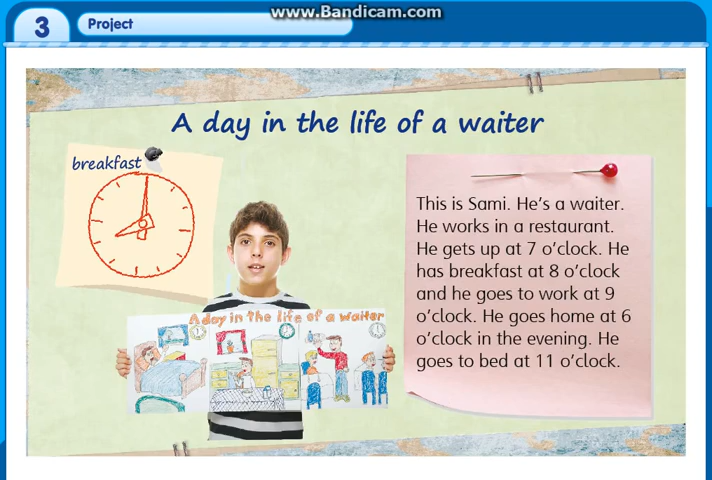 www.Bandicam.com
3
Project
A day in the life of a waiter
breakfast
This is Sami. He's a waiter.
He works in a restaurant.
He gets up at 7 o'clock. He
has breakfast at 8 o'clock
and he goes to work at 9
o'clock. He goes home at 6
o'clock in the evening. He
goes to bed at 11 o'clock.
A day in the life of a waiter